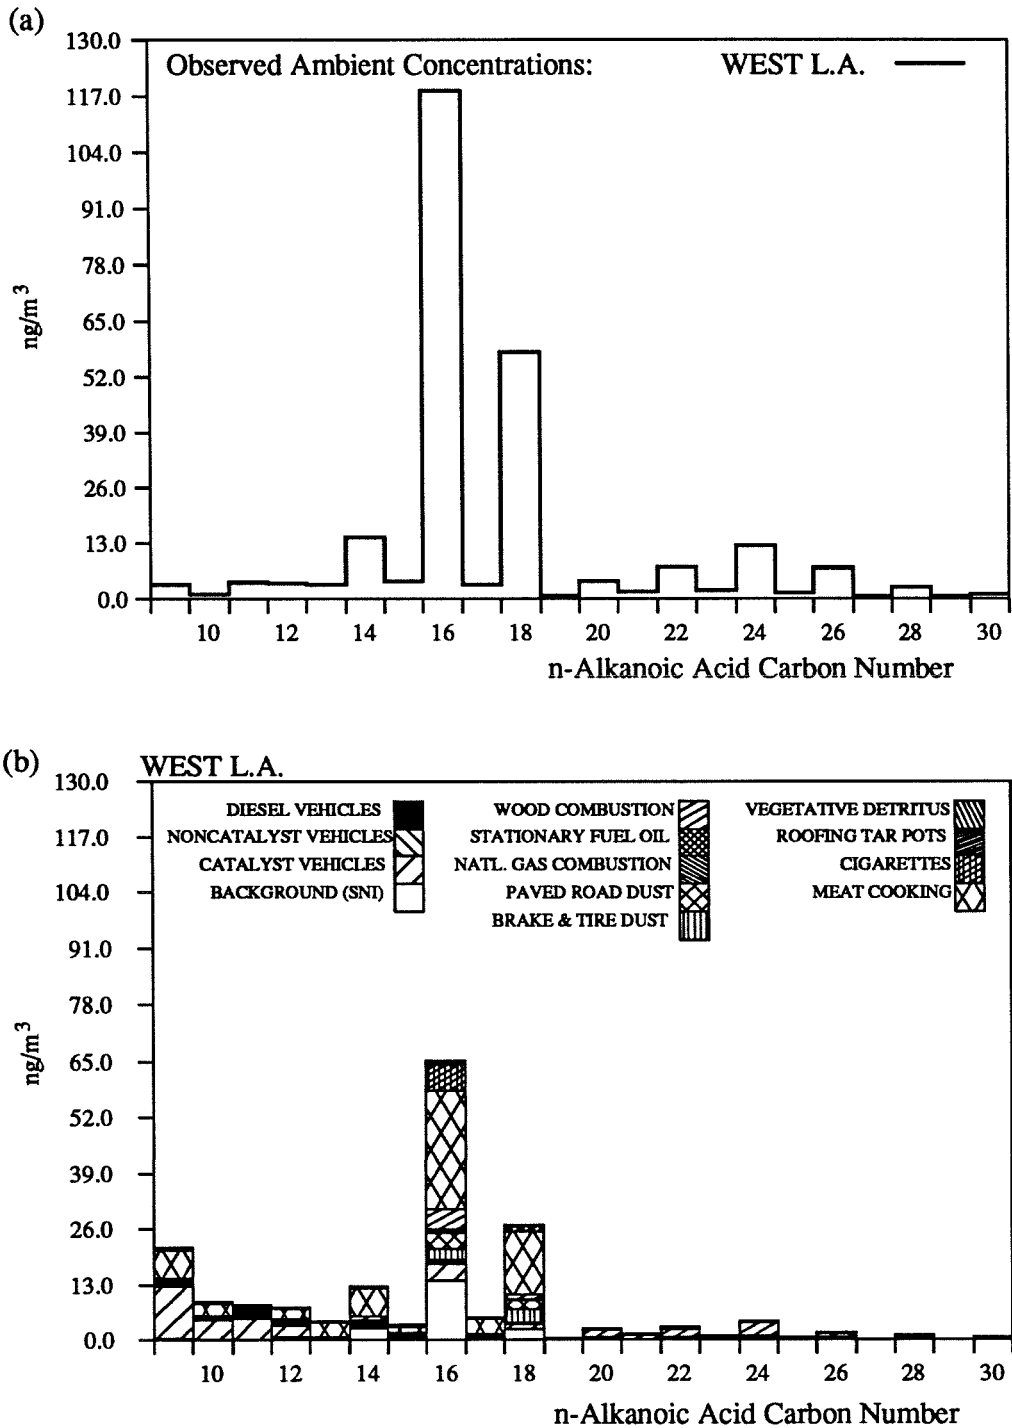 (a)
130.0
Observed Ambient Concentrations: WEST L.A.
117.0
104.0
91.0
78.0
ng/m³
65.0
52.0
39.0
26.0
13.0
0.0
10 12 14 16 18 20 22 24 26 28 30
n-Alkanoic Acid Carbon Number
(b)
WEST L.A.
130.0
DIESEL VEHICLES WOOD COMBUSTION VEGETATIVE DETRITUS
117.0
NONCATALYST VEHICLES STATIONARY FUEL OIL ROOFING TAR POTS
CATALYST VEHICLES NATL. GAS COMBUSTION CIGARETTES
104.0
BACKGROUND (SNI) PAVED ROAD DUST MEAT COOKING
BRAKE & TIRE DUST
91.0
78.0
ng/m³
65.0
52.0
39.0
26.0
13.0
0.0
10 12 14 16 18 20 22 24 26 28 30
n-Alkanoic Acid Carbon Number